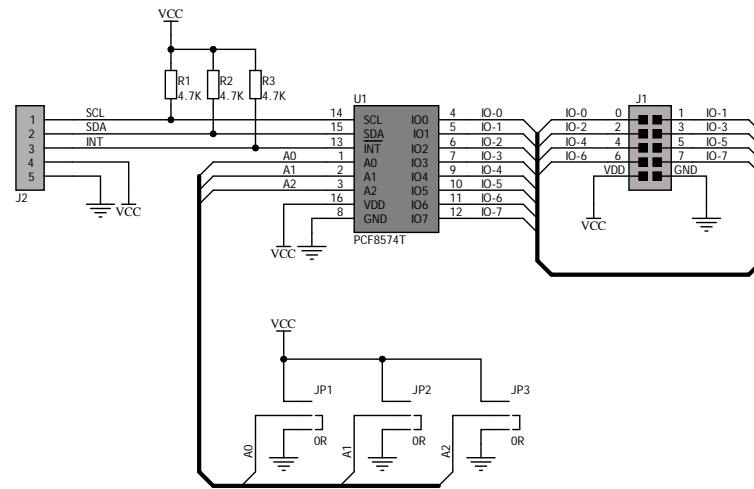 VCC
R1 R2 R3
4.7K 4.7K 4.7K
U1
J1
SCL 14 SCL IO0 4 IO-0 IO-0 0 1 IO-1
1
SDA 15 SDA IO1 5 IO-1 IO-2 2 3 IO-3
2
INT 13 INT IO2 6 IO-2 IO-4 4 5 IO-5
3
A0 1 A0 IO3 7 IO-3 IO-6 6 7 IO-7
4
A1 2 A1 IO4 9 IO-4 VDD GND
5
A2 3 A2 IO5 10 IO-5
16 VDD IO6 11 IO-6
8 GND IO7 12 IO-7
J2
VCC
VCC
PCF8574T
VCC
VCC
JP1 JP2 JP3
0R 0R 0R
A0 A1 A2